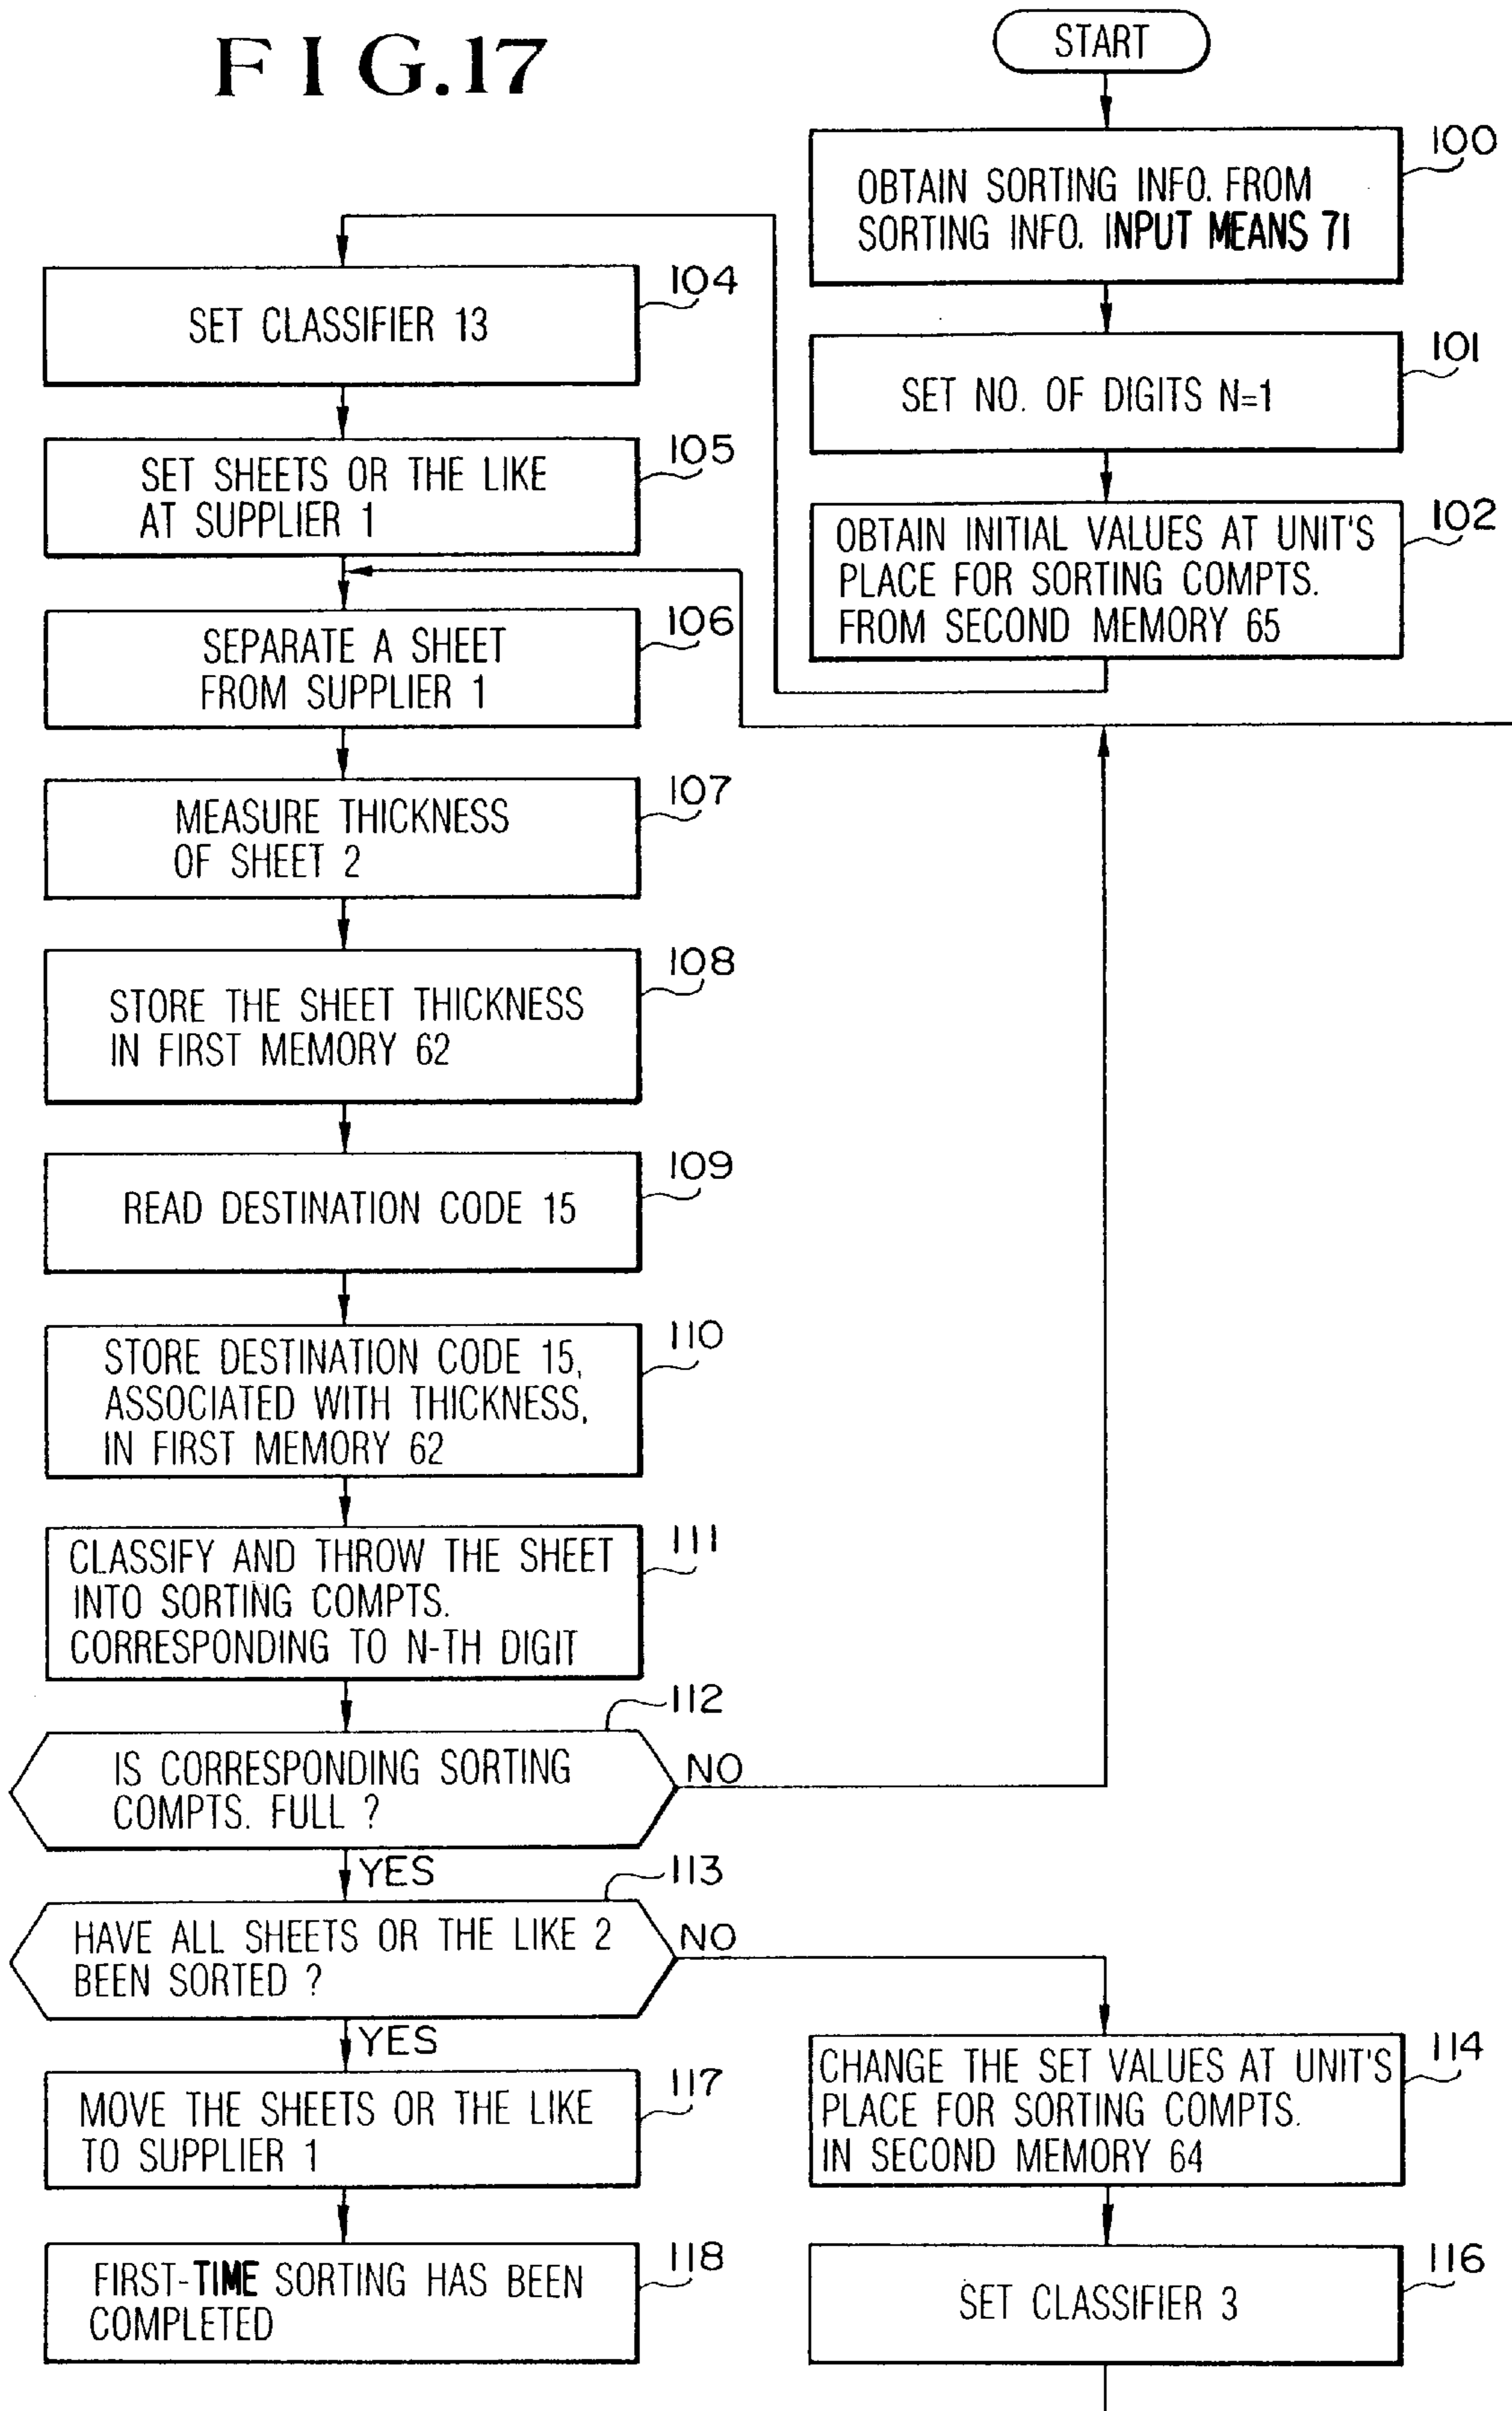 FIG.17
START
100
OBTAIN SORTING INFO. FROM
SORTING INFO. INPUT MEANS 71
101
SET NO. OF DIGITS N=1
102
OBTAIN INITIAL VALUES AT UNIT'S
PLACE FOR SORTING COMPTS.
FROM SECOND MEMORY 65
104
SET CLASSIFIER 13
105
SET SHEETS OR THE LIKE
AT SUPPLIER 1
106
SEPARATE A SHEET
FROM SUPPLIER 1
107
MEASURE THICKNESS
OF SHEET 2
108
STORE THE SHEET THICKNESS
IN FIRST MEMORY 62
109
READ DESTINATION CODE 15
110
STORE DESTINATION CODE 15,
ASSOCIATED WITH THICKNESS,
IN FIRST MEMORY 62
111
CLASSIFY AND THROW THE SHEET
INTO SORTING COMPTS.
CORRESPONDING TO N-TH DIGIT
112
IS CORRESPONDING SORTING
COMPTS. FULL ?
NO
YES
113
HAVE ALL SHEETS OR THE LIKE 2
BEEN SORTED ?
NO
YES
114
CHANGE THE SET VALUES AT UNIT'S
PLACE FOR SORTING COMPTS.
IN SECOND MEMORY 64
116
SET CLASSIFIER 3
117
MOVE THE SHEETS OR THE LIKE
TO SUPPLIER 1
118
FIRST-TIME SORTING HAS BEEN
COMPLETED